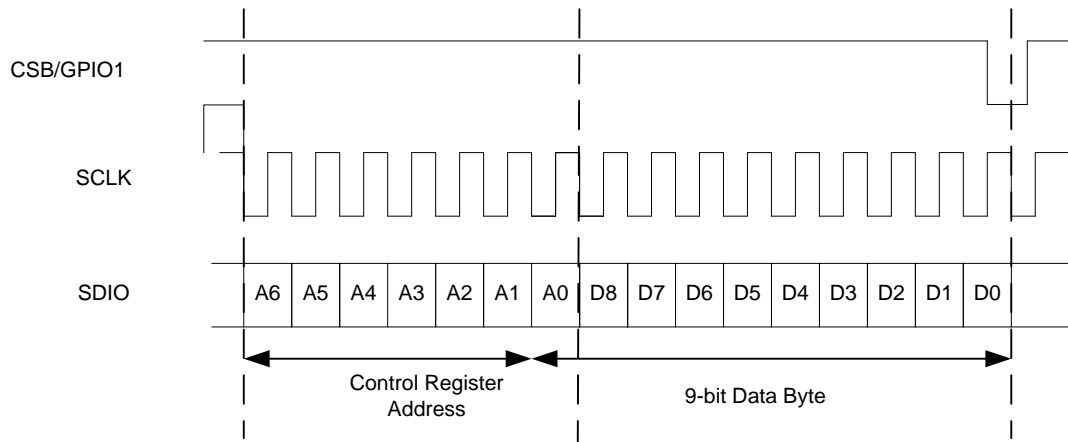 CSB/GPIO1
SCLK
SDIO
A6 A5 A4 A3 A2 A1 A0 D8 D7 D6 D5 D4 D3 D2 D1 D0
Control Register
Address
9-bit Data Byte